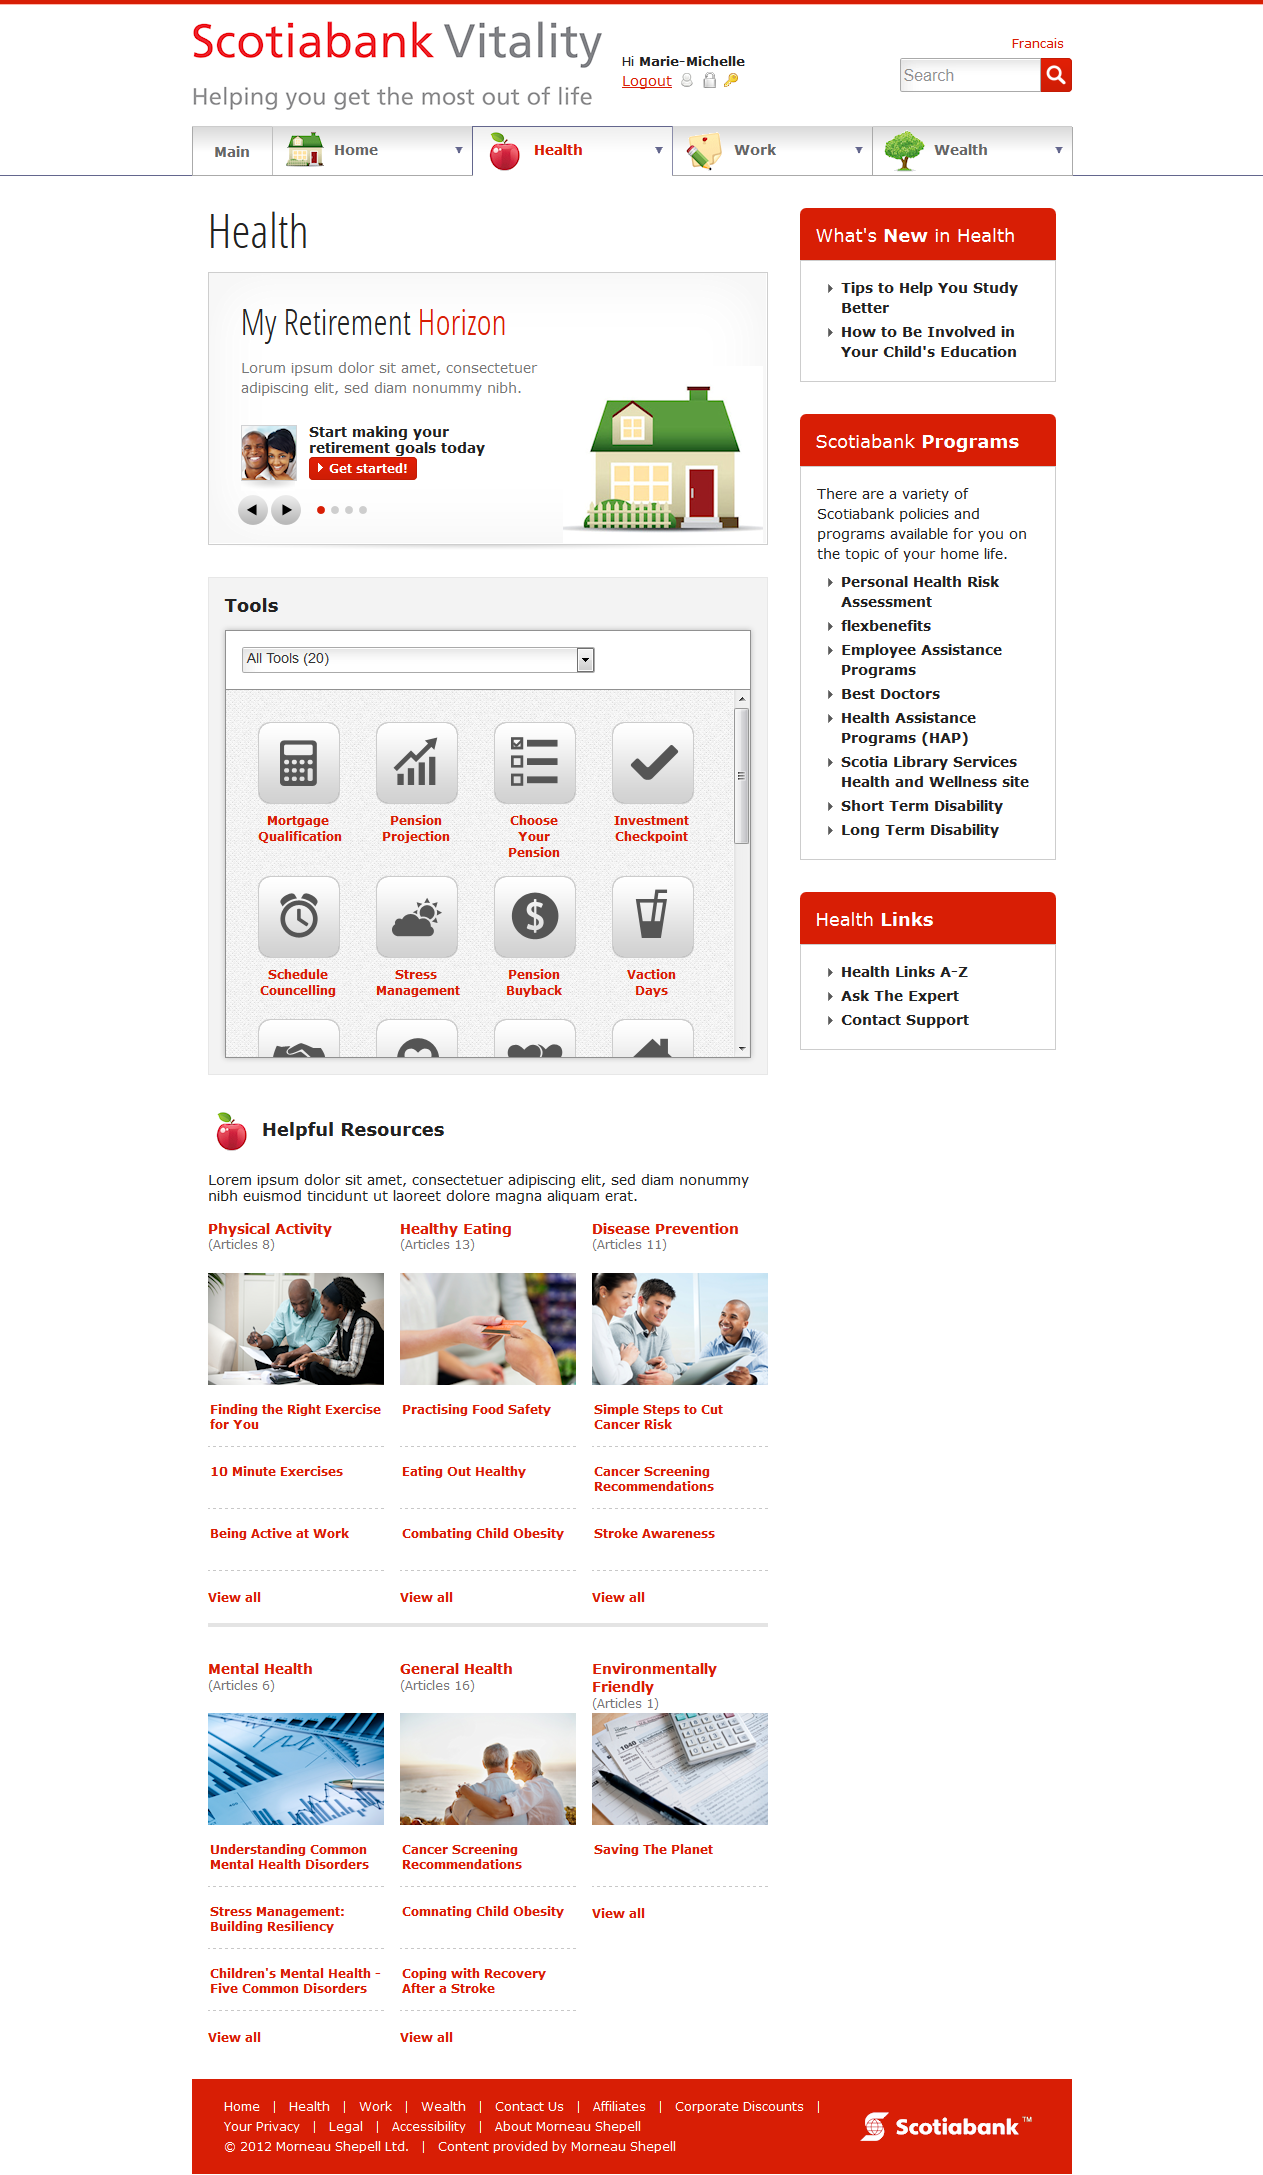 Scotiabank Vitality
Helping you get the most out of life
Hi Marie-Michelle
Logout
Francais
Search
Main
Home
Health
Work
Wealth
Health
My Retirement Horizon
Lorum ipsum dolor sit amet, consectetuer
adipiscing elit, sed diam nonummy nibh.
Start making your
retirement goals today
Get started!
Tools
All Tools (20)
Mortgage
Qualification
Pension
Projection
Choose
Your
Pension
Investment
Checkpoint
Schedule
Councelling
Stress
Management
Pension
Buyback
Vaction
Days
What's New in Health
Tips to Help You Study
Better
How to Be Involved in
Your Child's Education
Scotiabank Programs
There are a variety of
Scotiabank policies and
programs available for you on
the topic of your home life.
Personal Health Risk
Assessment
flexbenefits
Employee Assistance
Programs
Best Doctors
Health Assistance
Programs (HAP)
Scotia Library Services
Health and Wellness site
Short Term Disability
Long Term Disability
Health Links
Health Links A-Z
Ask The Expert
Contact Support
Helpful Resources
Lorem ipsum dolor sit amet, consectetuer adipiscing elit, sed diam nonummy
nibh euismod tincidunt ut laoreet dolore magna aliquam erat.
Physical Activity
(Articles 8)
Finding the Right Exercise
for You
10 Minute Exercises
Being Active at Work
View all
Healthy Eating
(Articles 13)
Practising Food Safety
Eating Out Healthy
Combating Child Obesity
View all
Disease Prevention
(Articles 11)
Simple Steps to Cut
Cancer Risk
Cancer Screening
Recommendations
Stroke Awareness
View all
Mental Health
(Articles 6)
Understanding Common
Mental Health Disorders
Stress Management:
Building Resiliency
Children's Mental Health -
Five Common Disorders
View all
General Health
(Articles 16)
Cancer Screening
Recommendations
Comnating Child Obesity
Coping with Recovery
After a Stroke
View all
Environmentally
Friendly
(Articles 1)
1040
Saving The Planet
View all
Home | Health | Work | Wealth | Contact Us | Affiliates | Corporate Discounts |
Your Privacy | Legal | Accessibility | About Morneau Shepell
© 2012 Morneau Shepell Ltd. | Content provided by Morneau Shepell
Scotiabank™